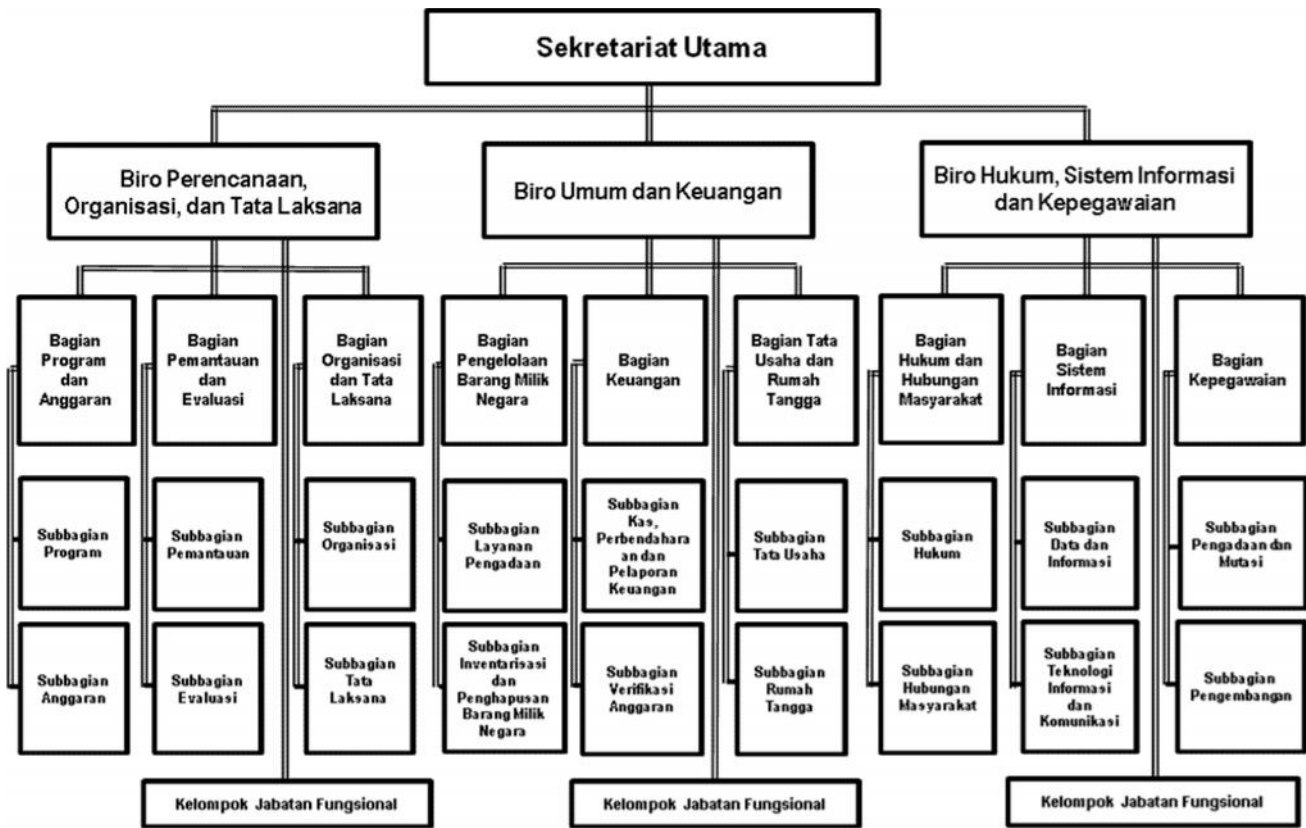 Sekretariat Utama
Biro Perencanaan,
Organisasi, dan Tata Laksana
Biro Umum dan Keuangan
Biro Hukum, Sistem Informasi
dan Kepegawaian
Bagian
Program
dan
Anggaran
Bagian
Pemantauan
dan
Evaluasi
Bagian
Organisasi
dan Tata
Laksana
Bagian
Pengelolaan
Barang Milik
Negara
Bagian
Keuangan
Bagian Tata
Usaha dan
Rumah
Tangga
Bagian
Hukum dan
Hubungan
Masyarakat
Bagian
Sistem
Informasi
Bagian
Kepegawaian
Subbagian
Program
Subbagian
Pemantauan
Subbagian
Organisasi
Subbagian
Layanan
Pengadaan
Subbagian
Kas,
Perbendahara
an dan
Pelaporan
Keuangan
Subbagian
Tata Usaha
Subbagian
Hukum
Subbagian
Data dan
Informasi
Subbagian
Pengadaan dan
Mutasi
Subbagian
Anggaran
Subbagian
Evaluasi
Subbagian
Tata
Laksana
Subbagian
Inventarisasi
dan
Penghapusan
Barang Milik
Negara
Subbagian
Verifikasi
Anggaran
Subbagian
Rumah
Tangga
Subbagian
Hubungan
Masyarakat
Subbagian
Teknologi
Informasi
dan
Komunikasi
Subbagian
Pengembangan
Kelompok Jabatan Fungsional
Kelompok Jabatan Fungsional
Kelompok Jabatan Fungsional